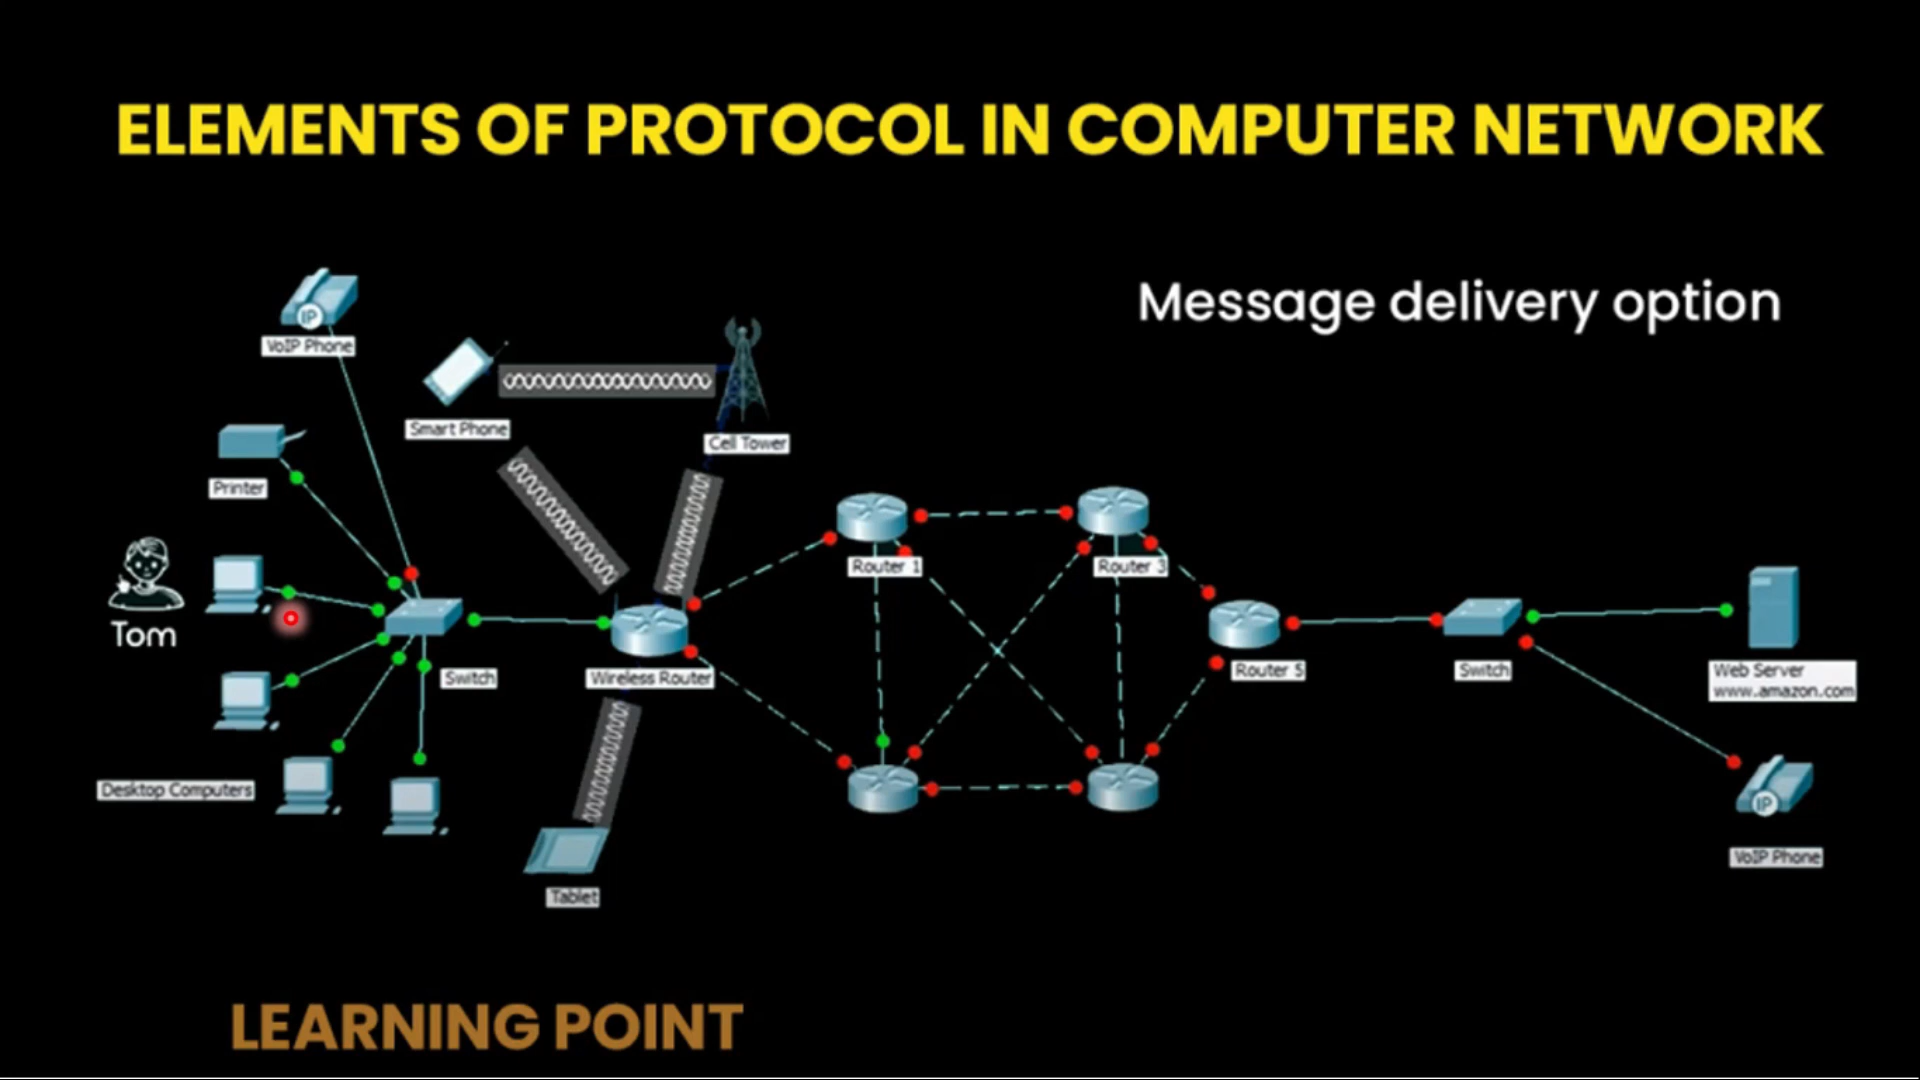 ELEMENTS OF PROTOCOL IN COMPUTER NETWORK
Message delivery option
IP
VoIP Phone
Smart Phone
Cell Tower
Printer
Router 1
Router 3
Tom
Switch
Wireless Router
Router 5
Switch
Web Server
www.amazon.com
Desktop Computers
IP
VoIP Phone
Tablet
LEARNING POINT